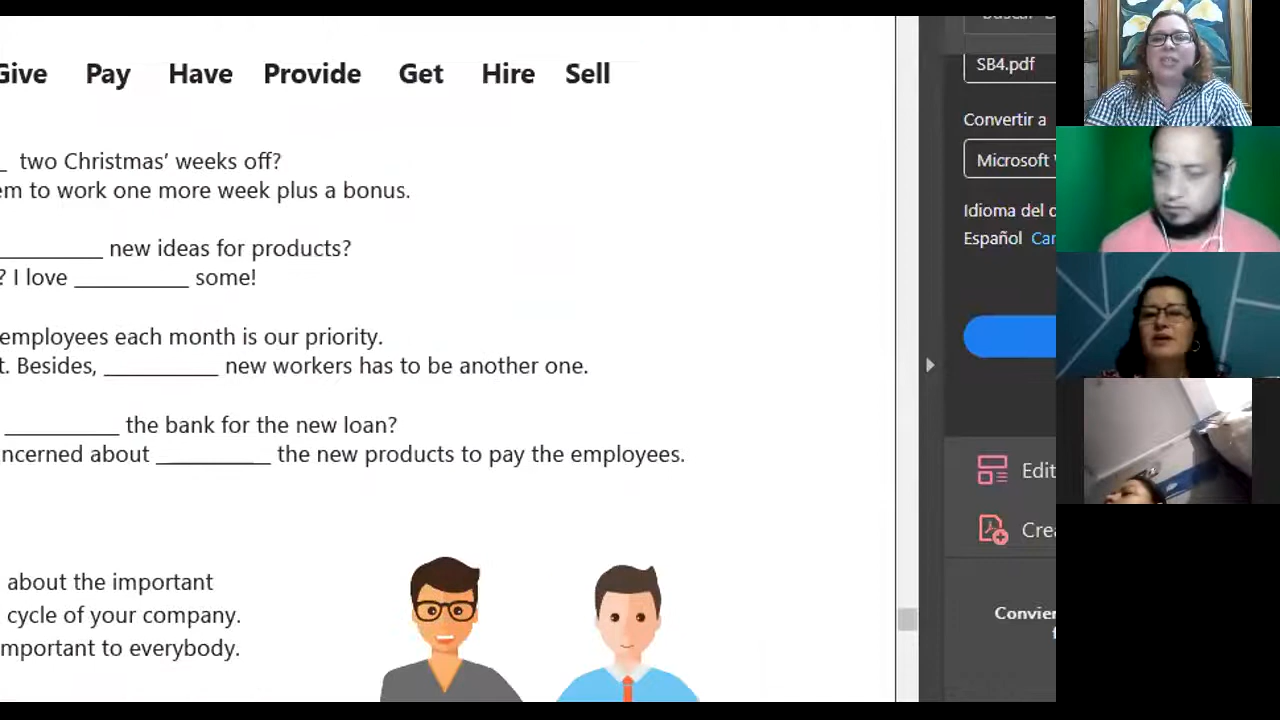 Give Pay Have Provide Get Hire Sell
two Christmas' weeks off?
em to work one more week plus a bonus.
__________ new ideas for products?
? I love __________ some!
employees each month is our priority.
t. Besides, __________ new workers has to be another one.
__________ the bank for the new loan?
ncerned about __________ the new products to pay the employees.
about the important
cycle of your company.
mportant to everybody.
SB4.pdf
Convertir a
Microsoft
Idioma del
Español
Edit
Crea
Convier